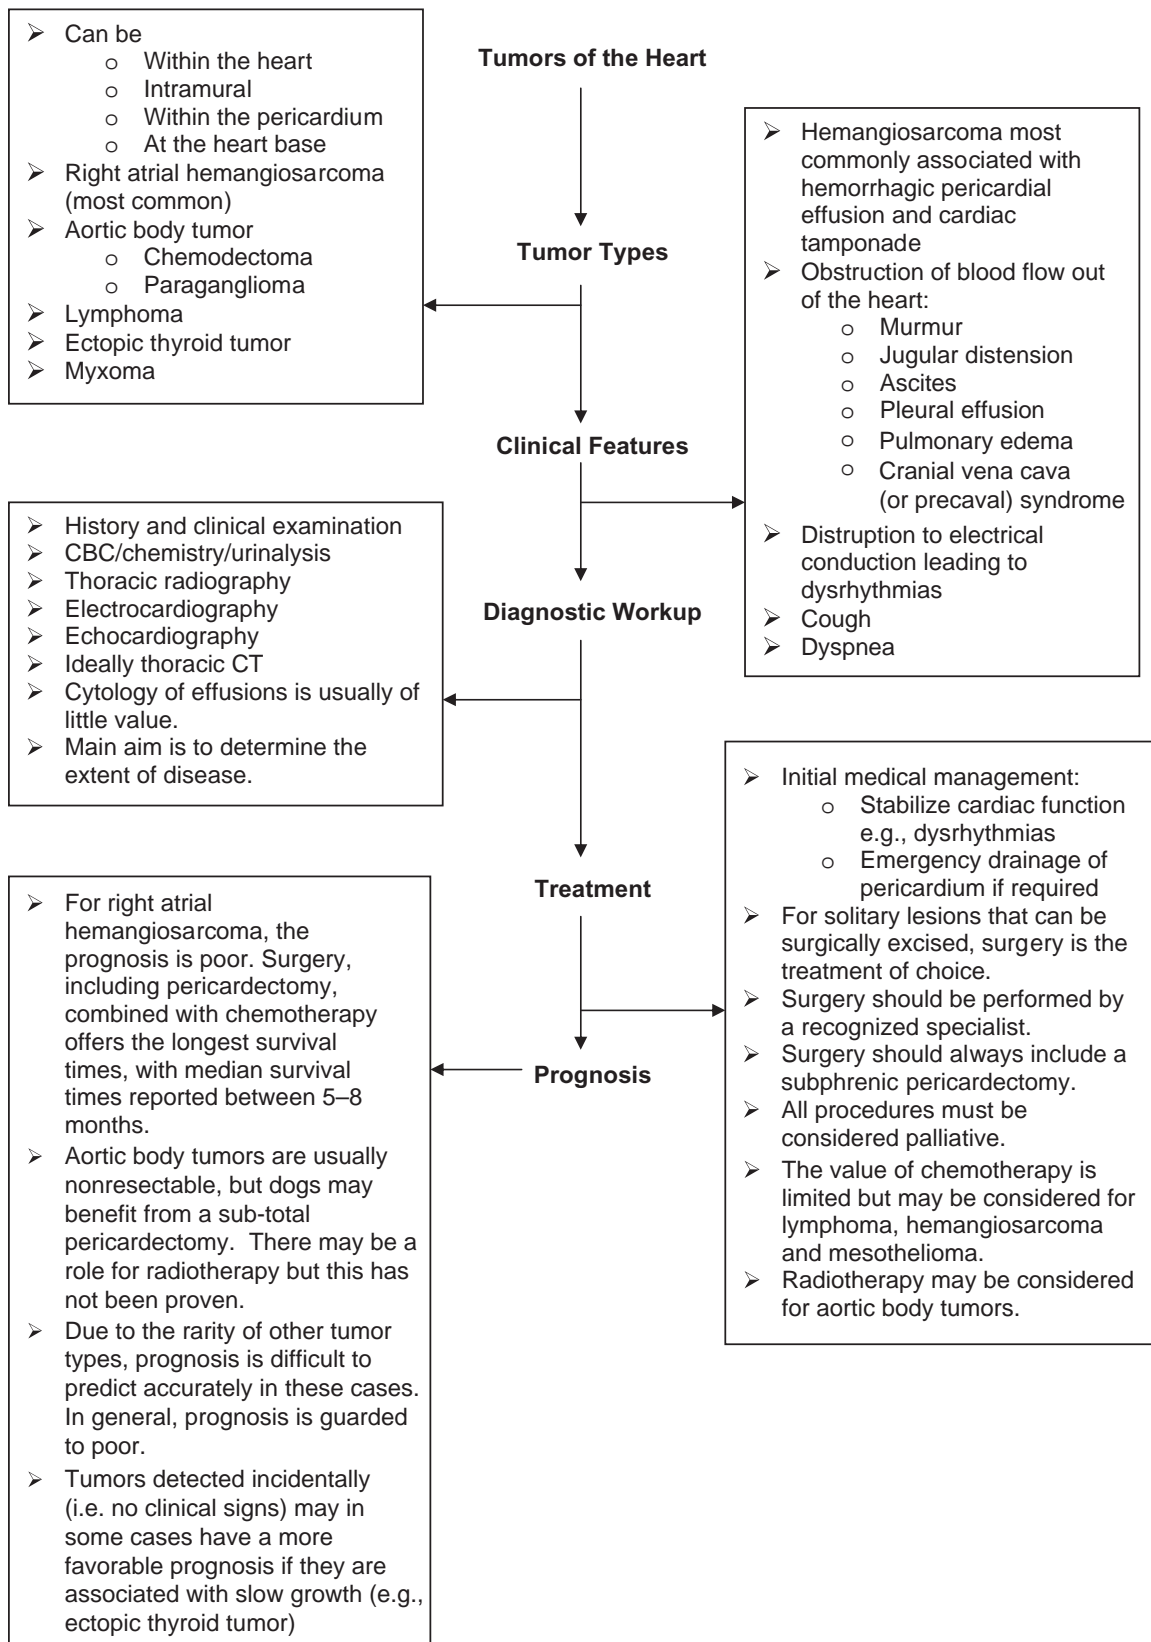 Tumors of the Heart
Tumor Types
➢ Can be
o Within the heart
o Intramural
o Within the pericardium
o At the heart base
➢ Right atrial hemangiosarcoma
(most common)
➢ Aortic body tumor
o Chemodectoma
o Paraganglioma
➢ Lymphoma
➢ Ectopic thyroid tumor
➢ Myxoma
Clinical Features
➢ Hemangiosarcoma most
commonly associated with
hemorrhagic pericardial
effusion and cardiac
tamponade
➢ Obstruction of blood flow out
of the heart:
o Murmur
o Jugular distension
o Ascites
o Pleural effusion
o Pulmonary edema
o Cranial vena cava
(or precaval) syndrome
➢ Distruption to electrical
conduction leading to
dysrhythmias
➢ Cough
➢ Dyspnea
Diagnostic Workup
➢ History and clinical examination
➢ CBC/chemistry/urinalysis
➢ Thoracic radiography
➢ Electrocardiography
➢ Echocardiography
➢ Ideally thoracic CT
➢ Cytology of effusions is usually of
little value.
➢ Main aim is to determine the
extent of disease.
Treatment
➢ Initial medical management:
o Stabilize cardiac function
e.g., dysrhythmias
o Emergency drainage of
pericardium if required
➢ For solitary lesions that can be
surgically excised, surgery is the
treatment of choice.
➢ Surgery should be performed by
a recognized specialist.
➢ Surgery should always include a
subphrenic pericardectomy.
➢ All procedures must be
considered palliative.
➢ The value of chemotherapy is
limited but may be considered for
lymphoma, hemangiosarcoma
and mesothelioma.
➢ Radiotherapy may be considered
for aortic body tumors.
Prognosis
➢ For right atrial
hemangiosarcoma, the
prognosis is poor. Surgery,
including pericardectomy,
combined with chemotherapy
offers the longest survival
times, with median survival
times reported between 5–8
months.
➢ Aortic body tumors are usually
nonresectable, but dogs may
benefit from a sub-total
pericardectomy. There may be a
role for radiotherapy but this has
not been proven.
➢ Due to the rarity of other tumor
types, prognosis is difficult to
predict accurately in these cases.
In general, prognosis is guarded
to poor.
➢ Tumors detected incidentally
(i.e. no clinical signs) may in
some cases have a more
favorable prognosis if they are
associated with slow growth (e.g.,
ectopic thyroid tumor)